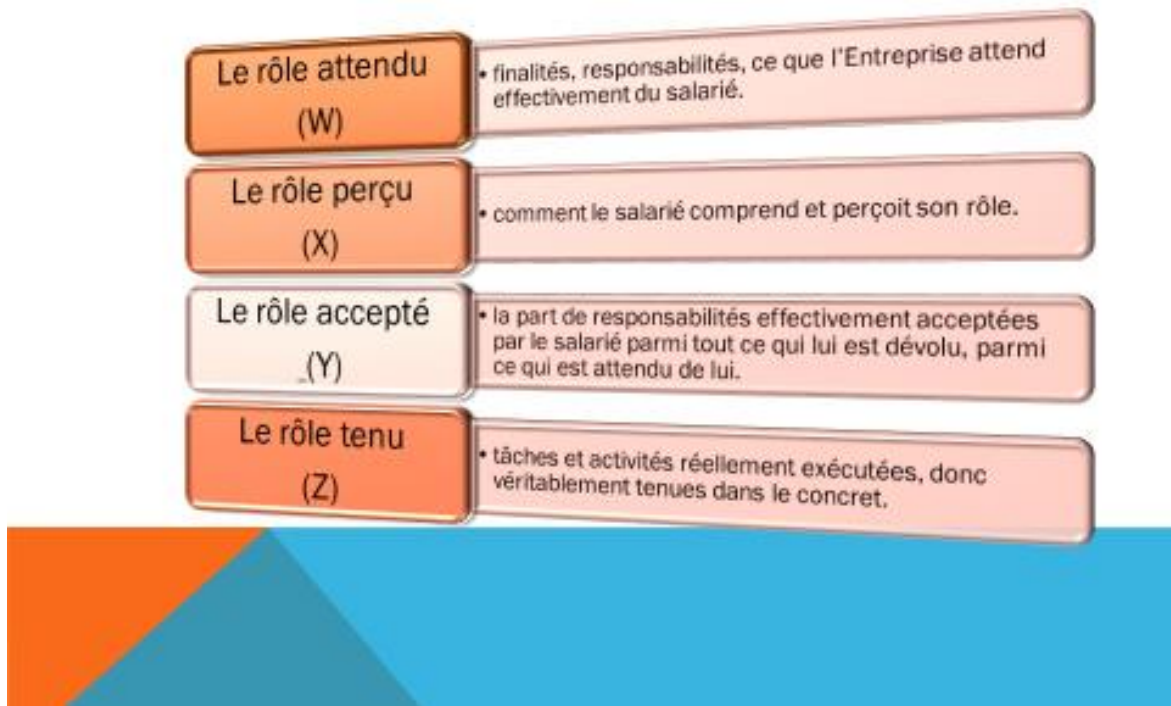 Le rôle attendu
(W)
• finalités, responsabilités, ce que l'Entreprise attend
effectivement du salarié.
Le rôle perçu
(X)
• comment le salarié comprend et perçoit son rôle.
Le rôle accepté
_(Y)
• la part de responsabilités effectivement acceptées
par le salarié parmi tout ce qui lui est dévolu, parmi
ce qui est attendu de lui.
Le rôle tenu
(Z)
• tâches et activités réellement exécutées, donc
véritablement tenues dans le concret.